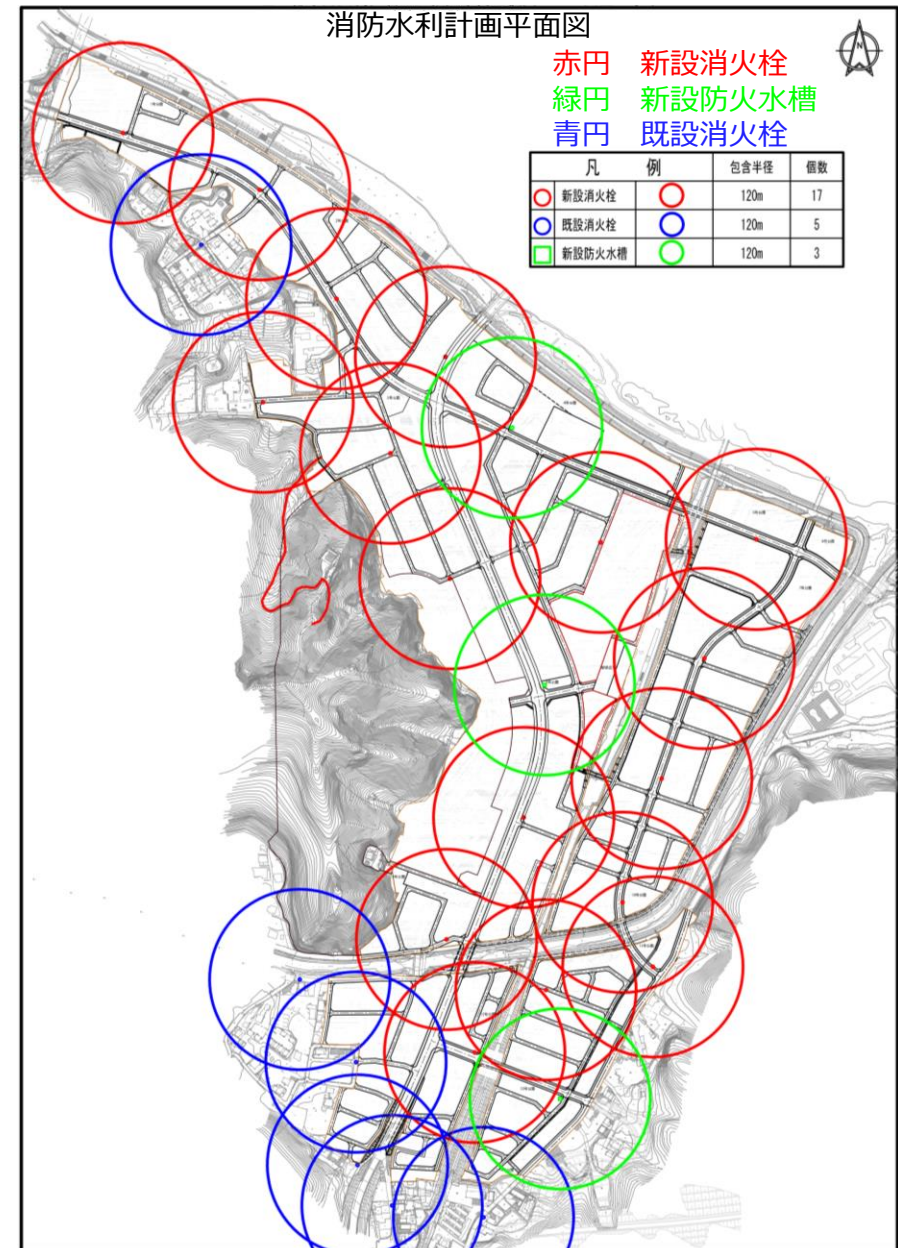 消防水利計画平面図
N
赤円 新設消火栓
緑円 新設防火水槽
青円 既設消火栓
凡 例 包含半径 個数
新設消火栓 120m 17
既設消火栓 120m 5
新設防火水槽 120m 3